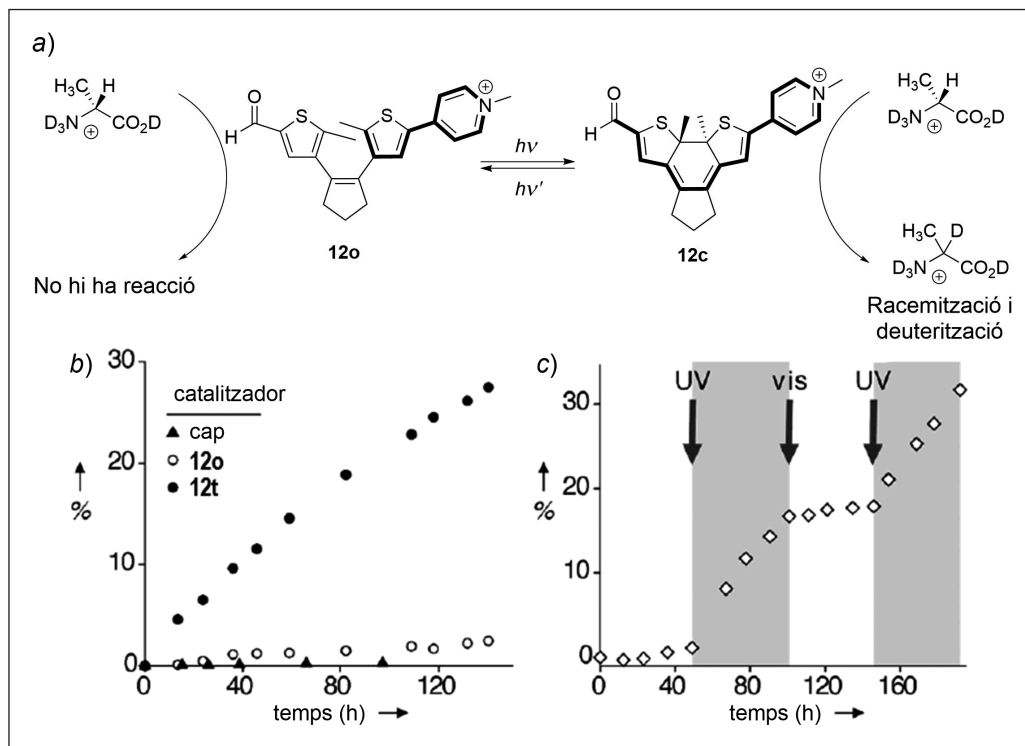 a)
H₃C H
D₃N ⊕ CO₂D
O
H
S
S
N ⊕
hν
hν'
O
H
S
S
N ⊕
H₃C H
D₃N ⊕ CO₂D
12o
12c
H₃C D
D₃N ⊕ CO₂D
No hi ha reacció
Racemització i
deuterització
b)
30
20
10
0
%
catalitzador
cap
12o
12t
0 40 80 120
temps (h)
c)
UV vis UV
30
20
10
0
%
0 40 80 120 160
temps (h)